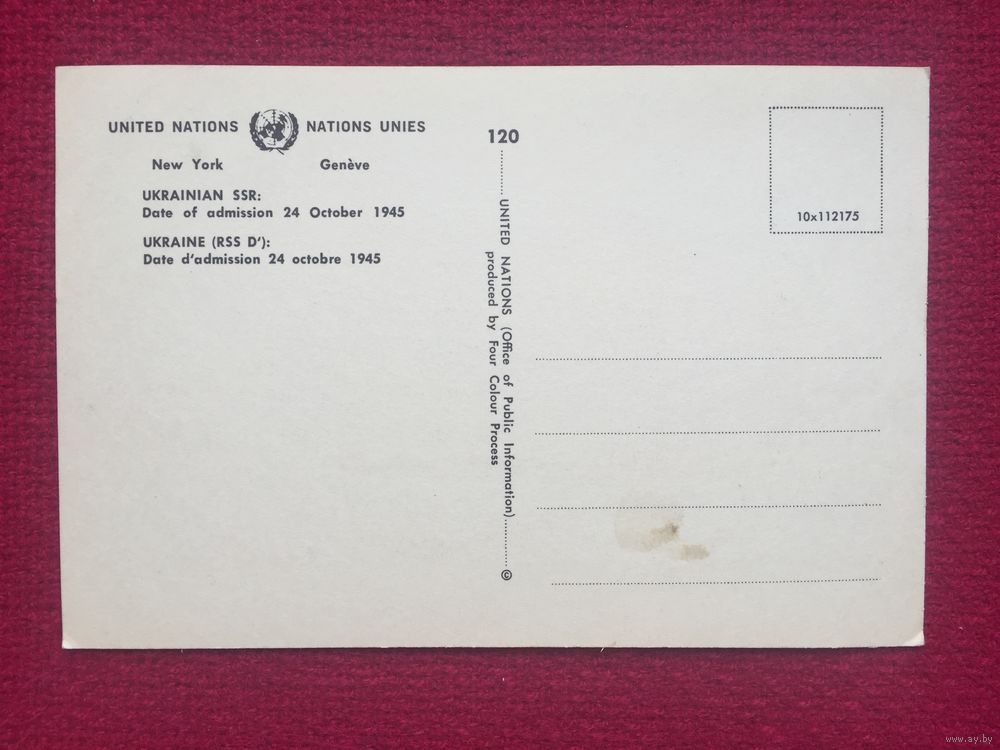 UNITED NATIONS NATIONS UNIES
New York Genève
UKRAINIAN SSR:
Date of admission 24 October 1945
UKRAINE (RSS D'):
Date d'admission 24 octobre 1945
120
UNITED NATIONS (Office of Public Information) ©
produced by Four Colour Process
10x112175
www.ay.by